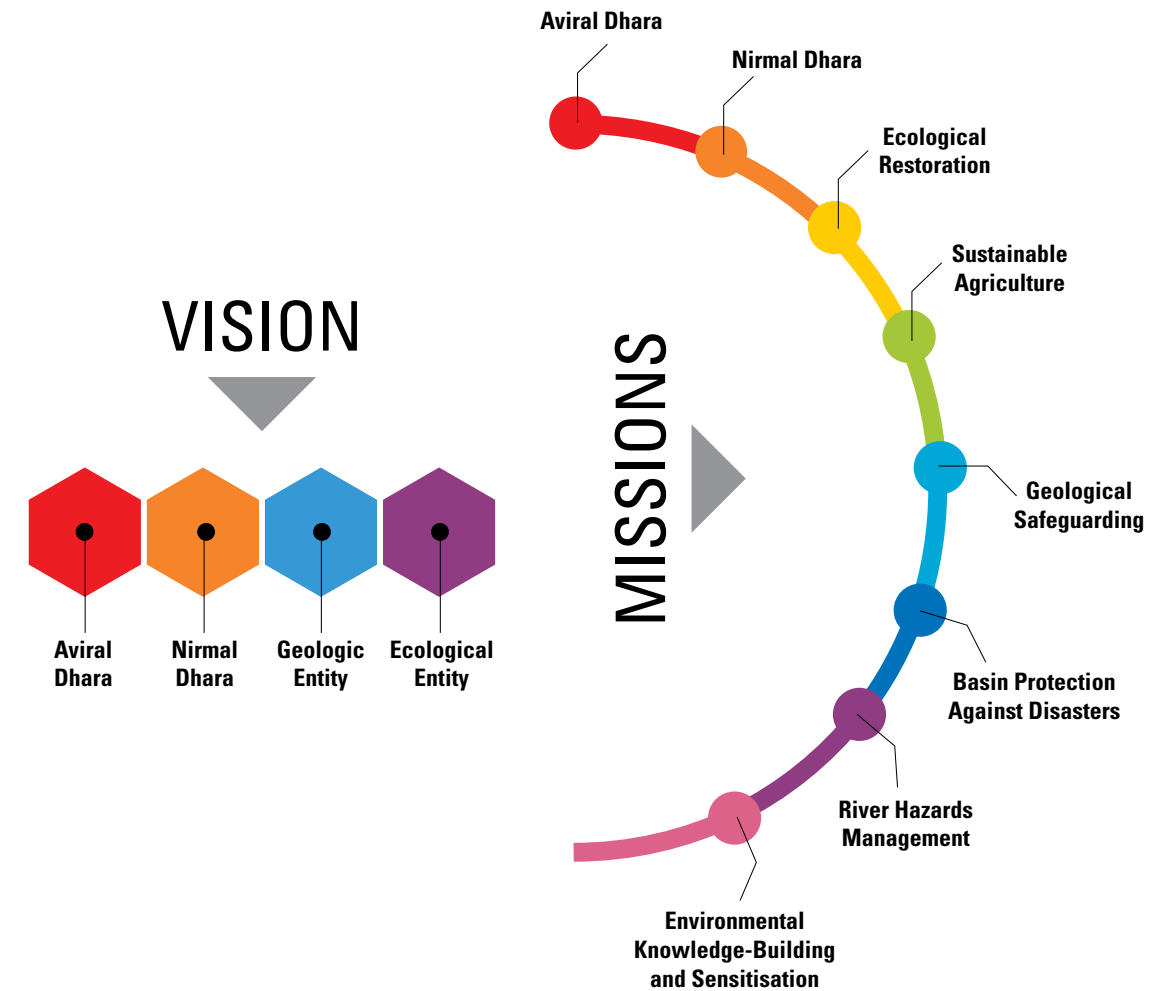 VISION
Aviral
Dhara
Nirmal
Dhara
Geologic
Entity
Ecological
Entity
MISSIONS
Aviral Dhara
Nirmal Dhara
Ecological
Restoration
Sustainable
Agriculture
Geological
Safeguarding
Basin Protection
Against Disasters
River Hazards
Management
Environmental
Knowledge-Building
and Sensitisation